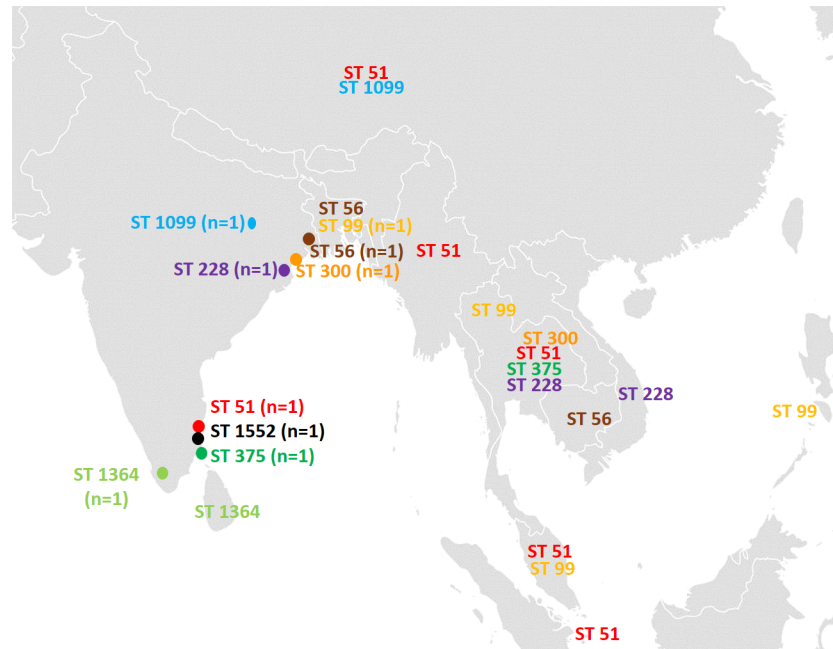 ST 51
ST 1099
ST 56
ST 1099 (n=1)
ST 99 (n=1)
ST 56 (n=1)
ST 51
ST 228 (n=1)
ST 300 (n=1)
ST 99
ST 300
ST 51
ST 375
ST 228
ST 228
ST 51 (n=1)
ST 99
ST 56
ST 1552 (n=1)
ST 375 (n=1)
ST 1364
(n=1)
ST 1364
ST 51
ST 99
ST 51